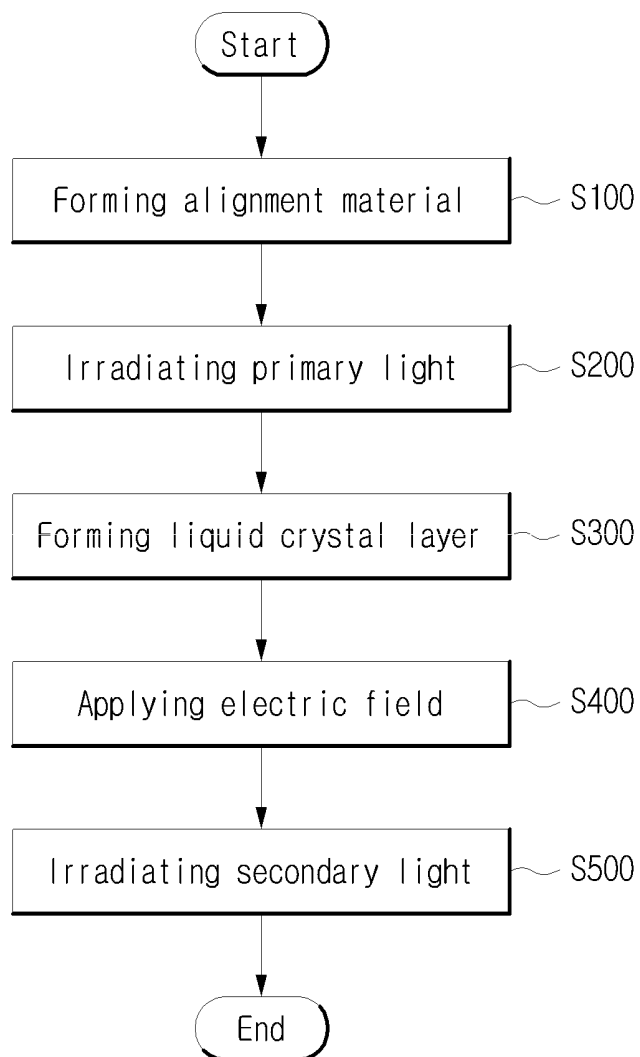 Start
Forming alignment material S100
Irradiating primary light S200
Forming liquid crystal layer S300
Applying electric field S400
Irradiating secondary light S500
End